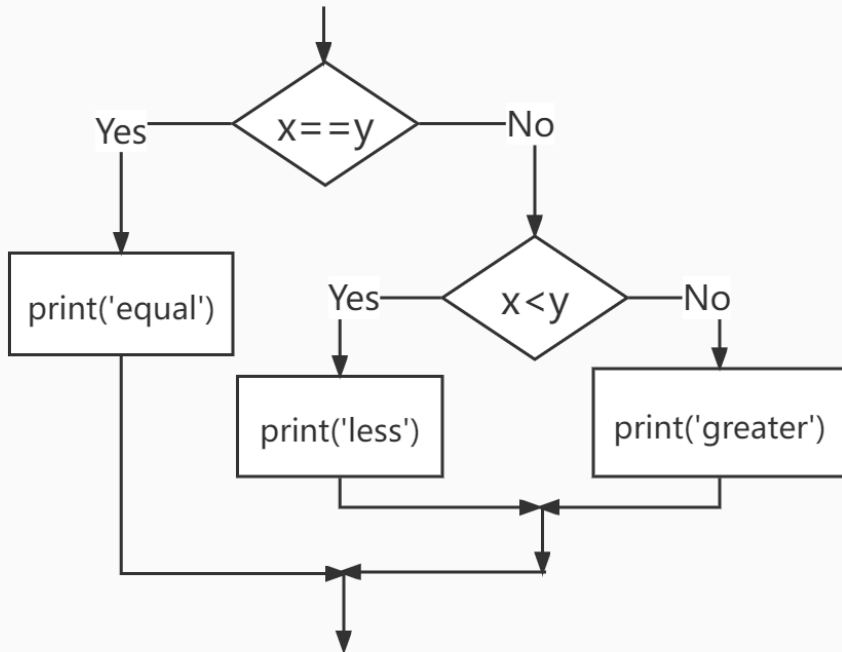 x==y
Yes
No
print('equal')
x<y
Yes
No
print('less')
print('greater')